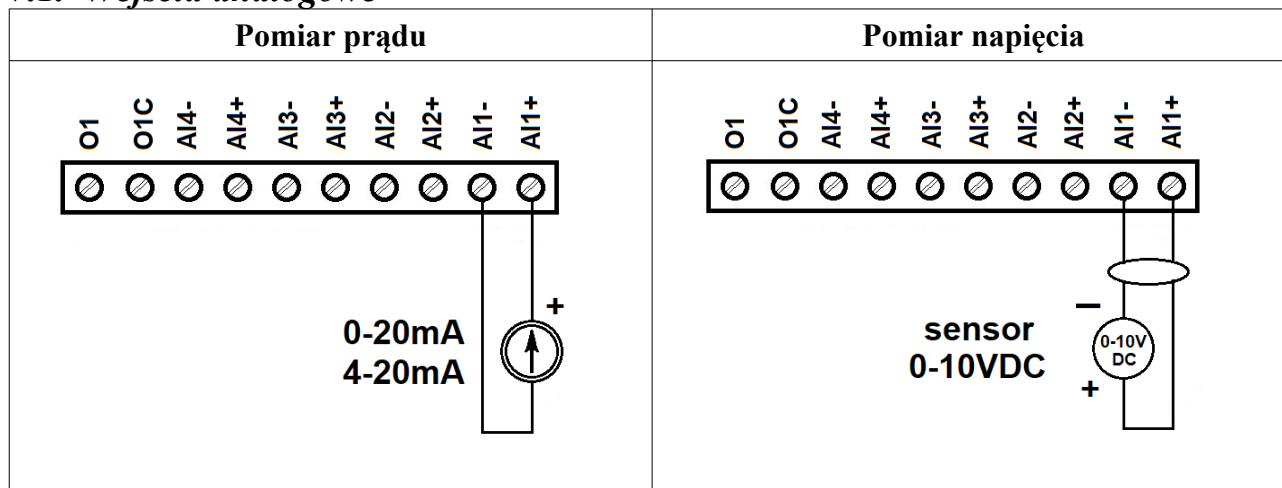 Pomiar prądu
Pomiar napięcia
O1 O1C AI4- AI4+ AI3- AI3+ AI2- AI2+ AI1- AI1+
+
0-20mA
4-20mA
O1 O1C AI4- AI4+ AI3- AI3+ AI2- AI2+ AI1- AI1+
–
sensor
0-10VDC
0-10V
DC
+